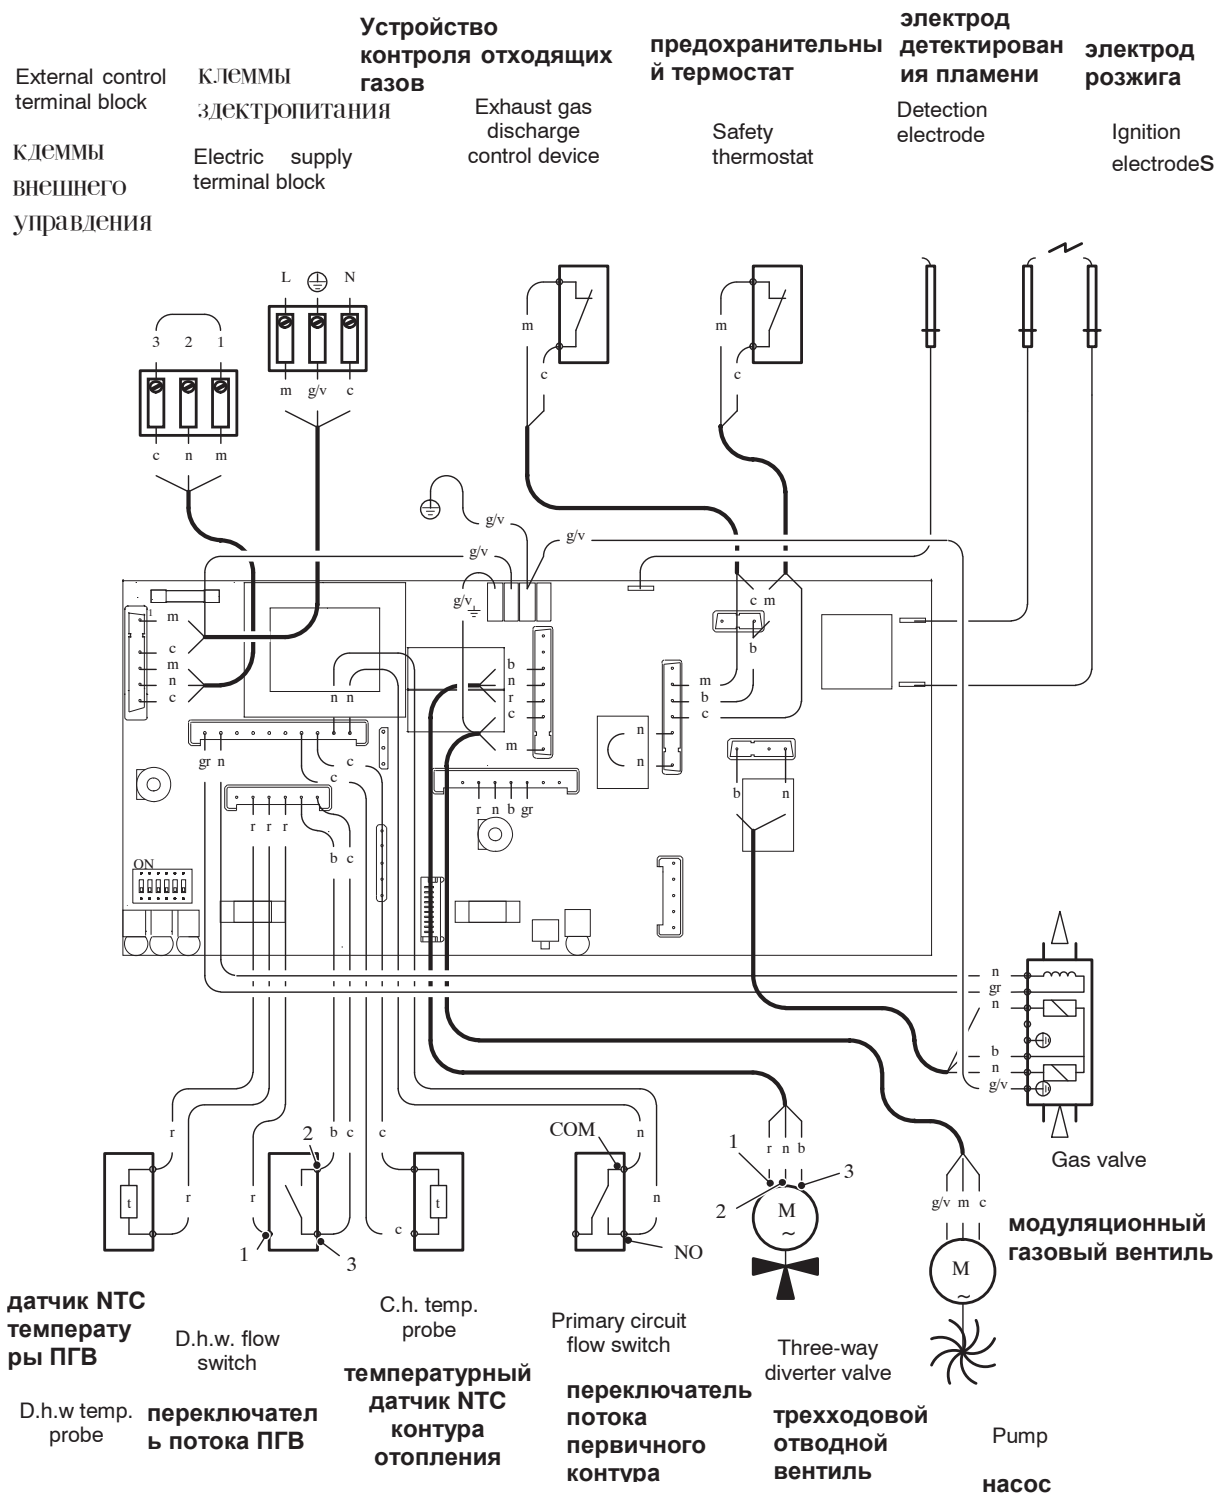 External control
terminal block
кдеммы
внешнего
управдения
клеммы
здектропитания
Electric supply
terminal block
Устройство
контроля отходящих
газов
Exhaust gas
discharge
control device
предохранительны
й термостат
Safety
thermostat
электрод
детектирован
ия пламени
Detection
electrode
электрод
розжига
Ignition
electrodeS
L N
3 2 1
m g/v c
c n m
m
c
m
c
g/v
g/v
g/v
g/v
1
m
c
m
n
c
n n
b
n
r
c
m
c m
b
m
b
c
n
n
gr n
c
c
r n b gr
b n
r r r
b c
ON
n
gr
n
b
n
g/v
r
r
t
r
2
b c
1
3
c
c
t
COM
n
n
NO
1
r n b
3
2
M
~
g/v m c
M
~
Gas valve
модуляционный
газовый вентиль
датчик NTC
температу
ры ПГВ
D.h.w temp.
probe
D.h.w. flow
switch
переключател
ь потока ПГВ
C.h. temp.
probe
температурный
датчик NTC
контура
отопления
Primary circuit
flow switch
переключатель
потока
первичного
контура
Three-way
diverter valve
трехходовой
отводной
вентиль
Pump
насос